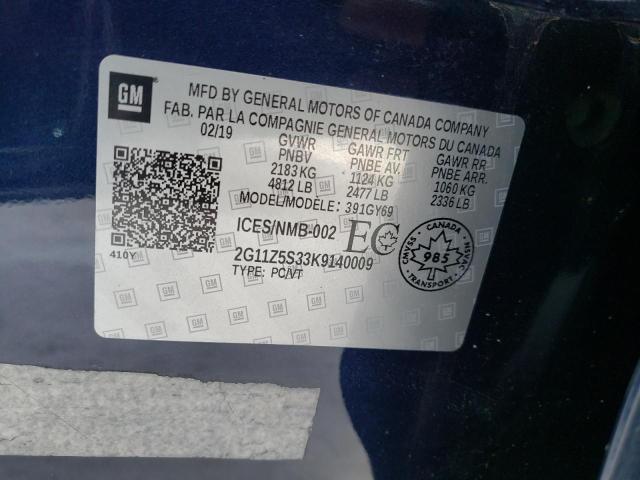 GM
MFD BY GENERAL MOTORS OF CANADA COMPANY
FAB. PAR LA COMPAGNIE GENERAL MOTORS DU CANADA
02/19 GVWR GAWR FRT GAWR RR
PNBV PNBE AV. PNBE ARR.
2183 KG 1124 KG 1060 KG
4812 LB 2477 LB 2336 LB
MODEL/MODÈLE: 391GY69
ICES/NMB-002 EC
2G11Z5S33K9140009
TYPE: PC/VT
410Y
CANADA
985
TRANSPORT